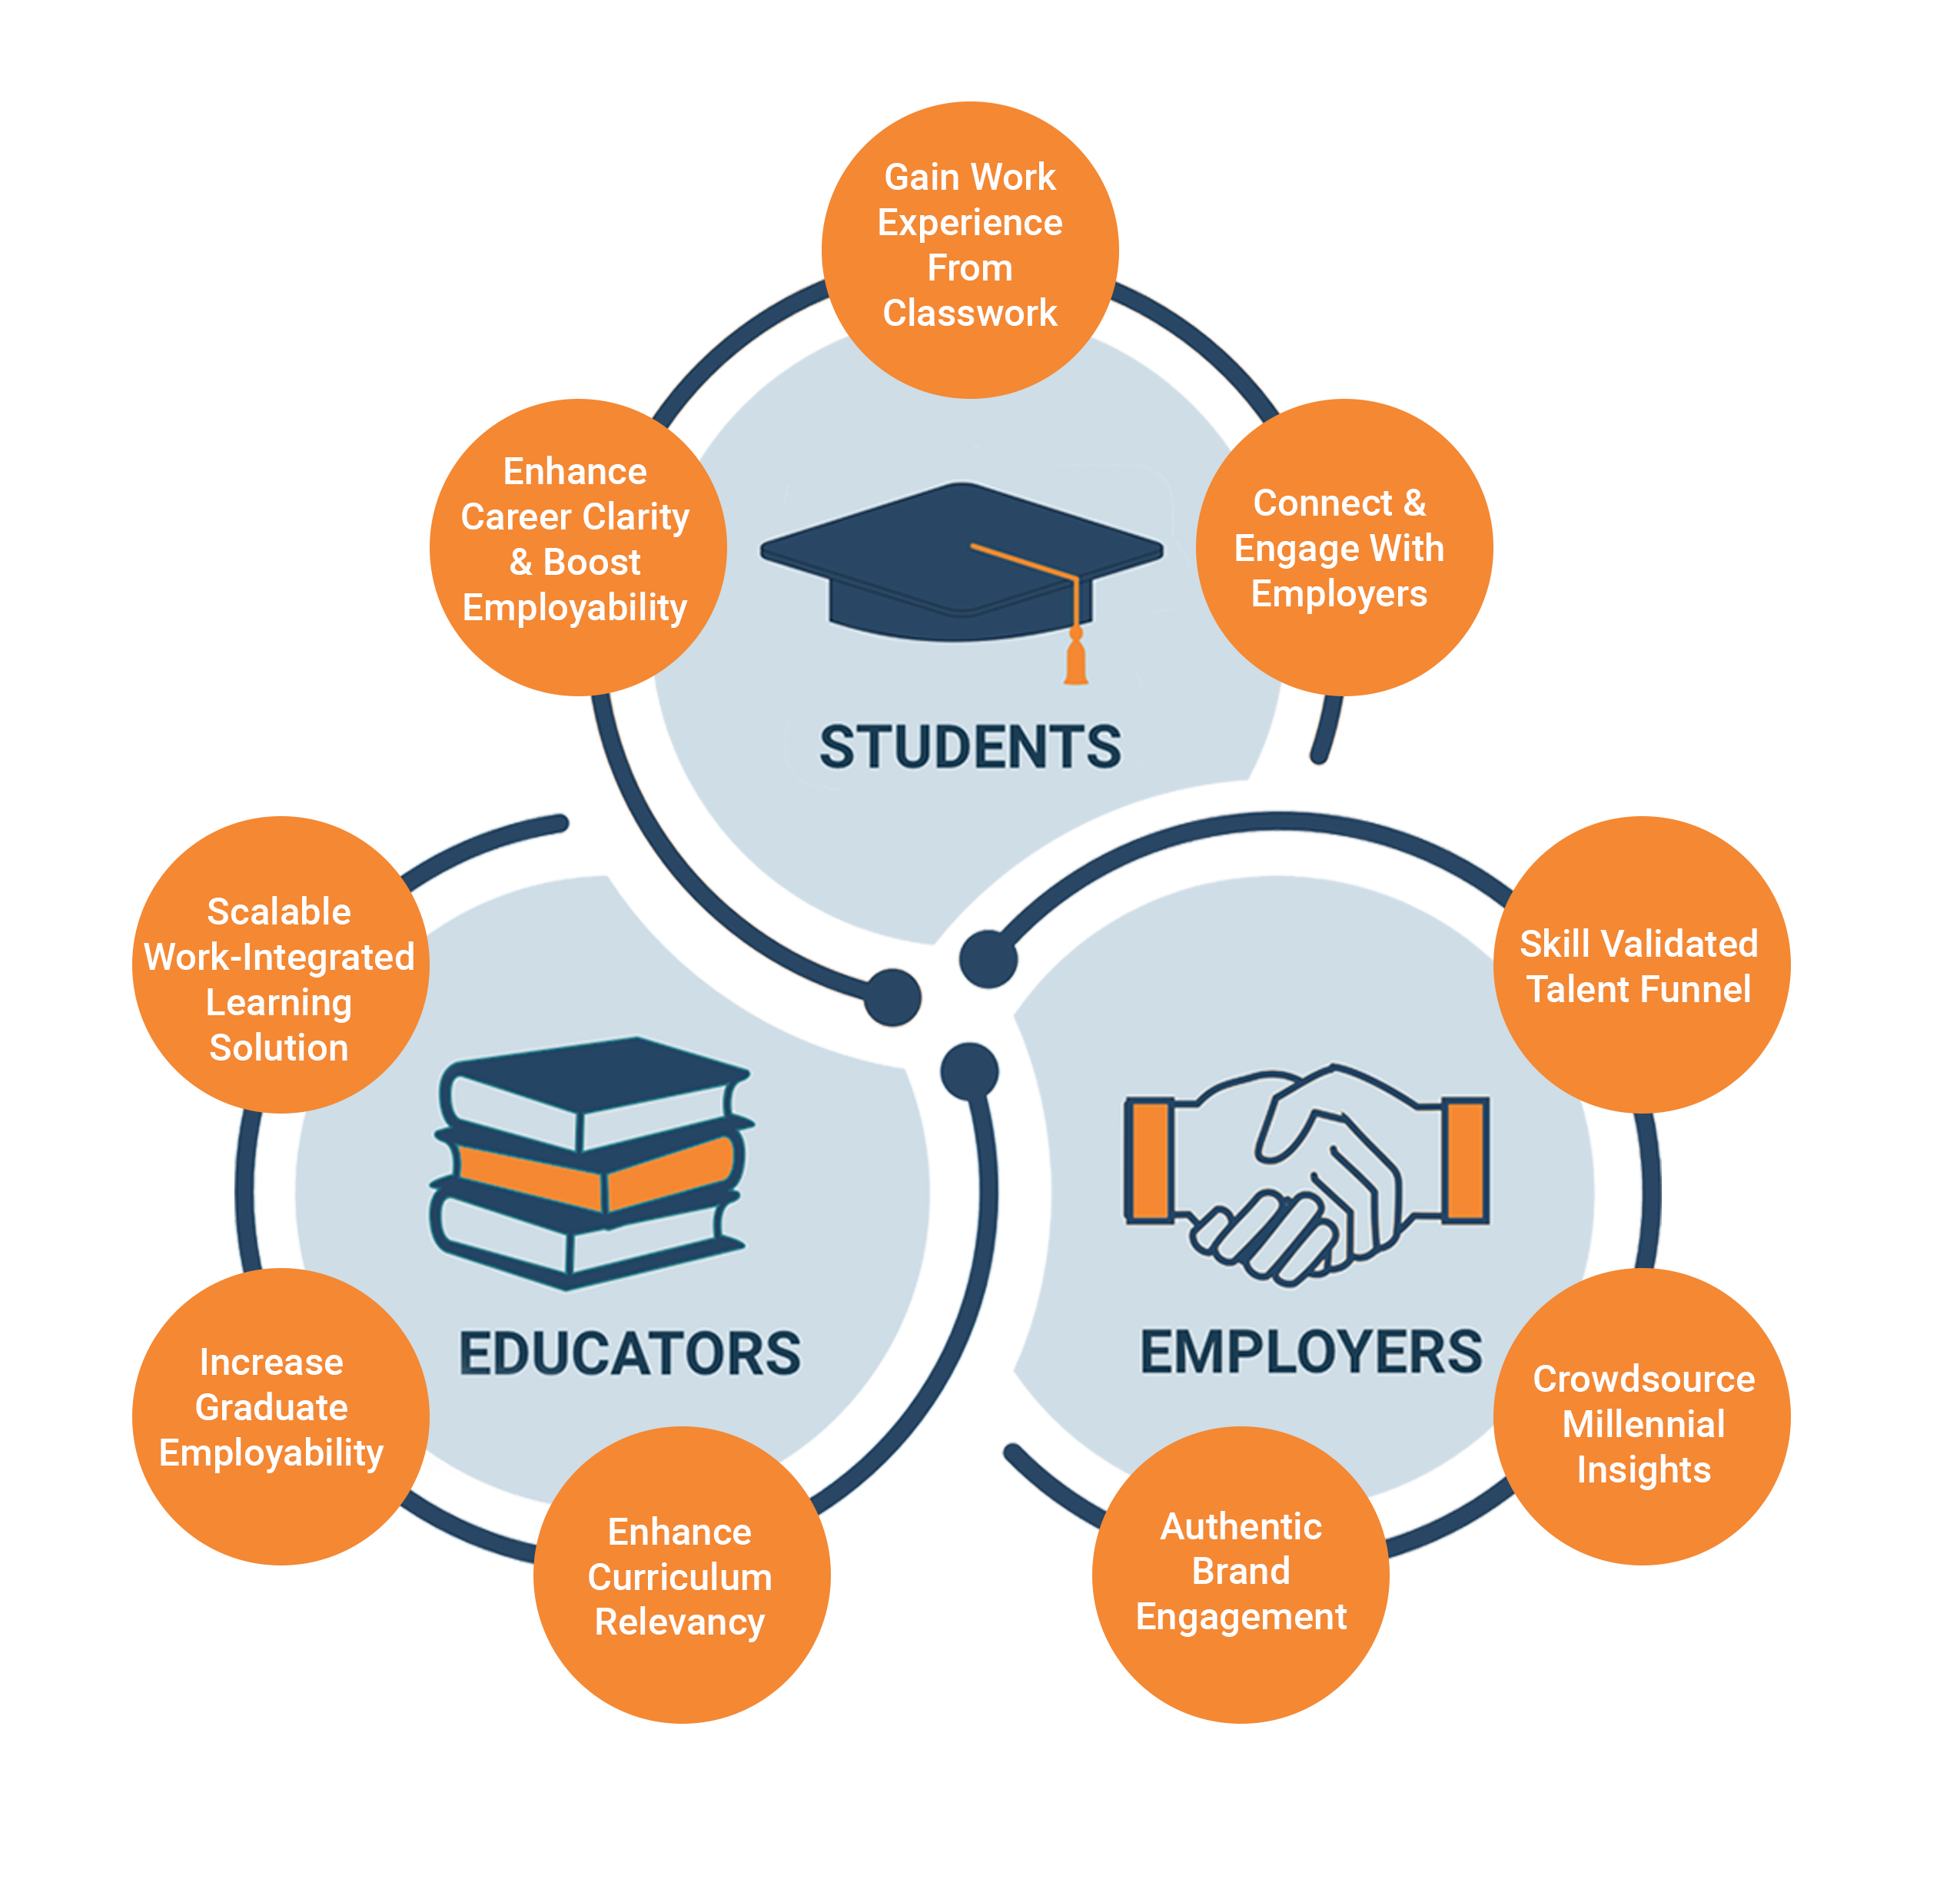 Gain Work
Experience
From
Classwork
Enhance
Career Clarity
& Boost
Employability
Connect &
Engage With
Employers
STUDENTS
Scalable
Work-Integrated
Learning
Solution
Skill Validated
Talent Funnel
EDUCATORS
EMPLOYERS
Increase
Graduate
Employability
Crowdsource
Millennial
Insights
Enhance
Curriculum
Relevancy
Authentic
Brand
Engagement